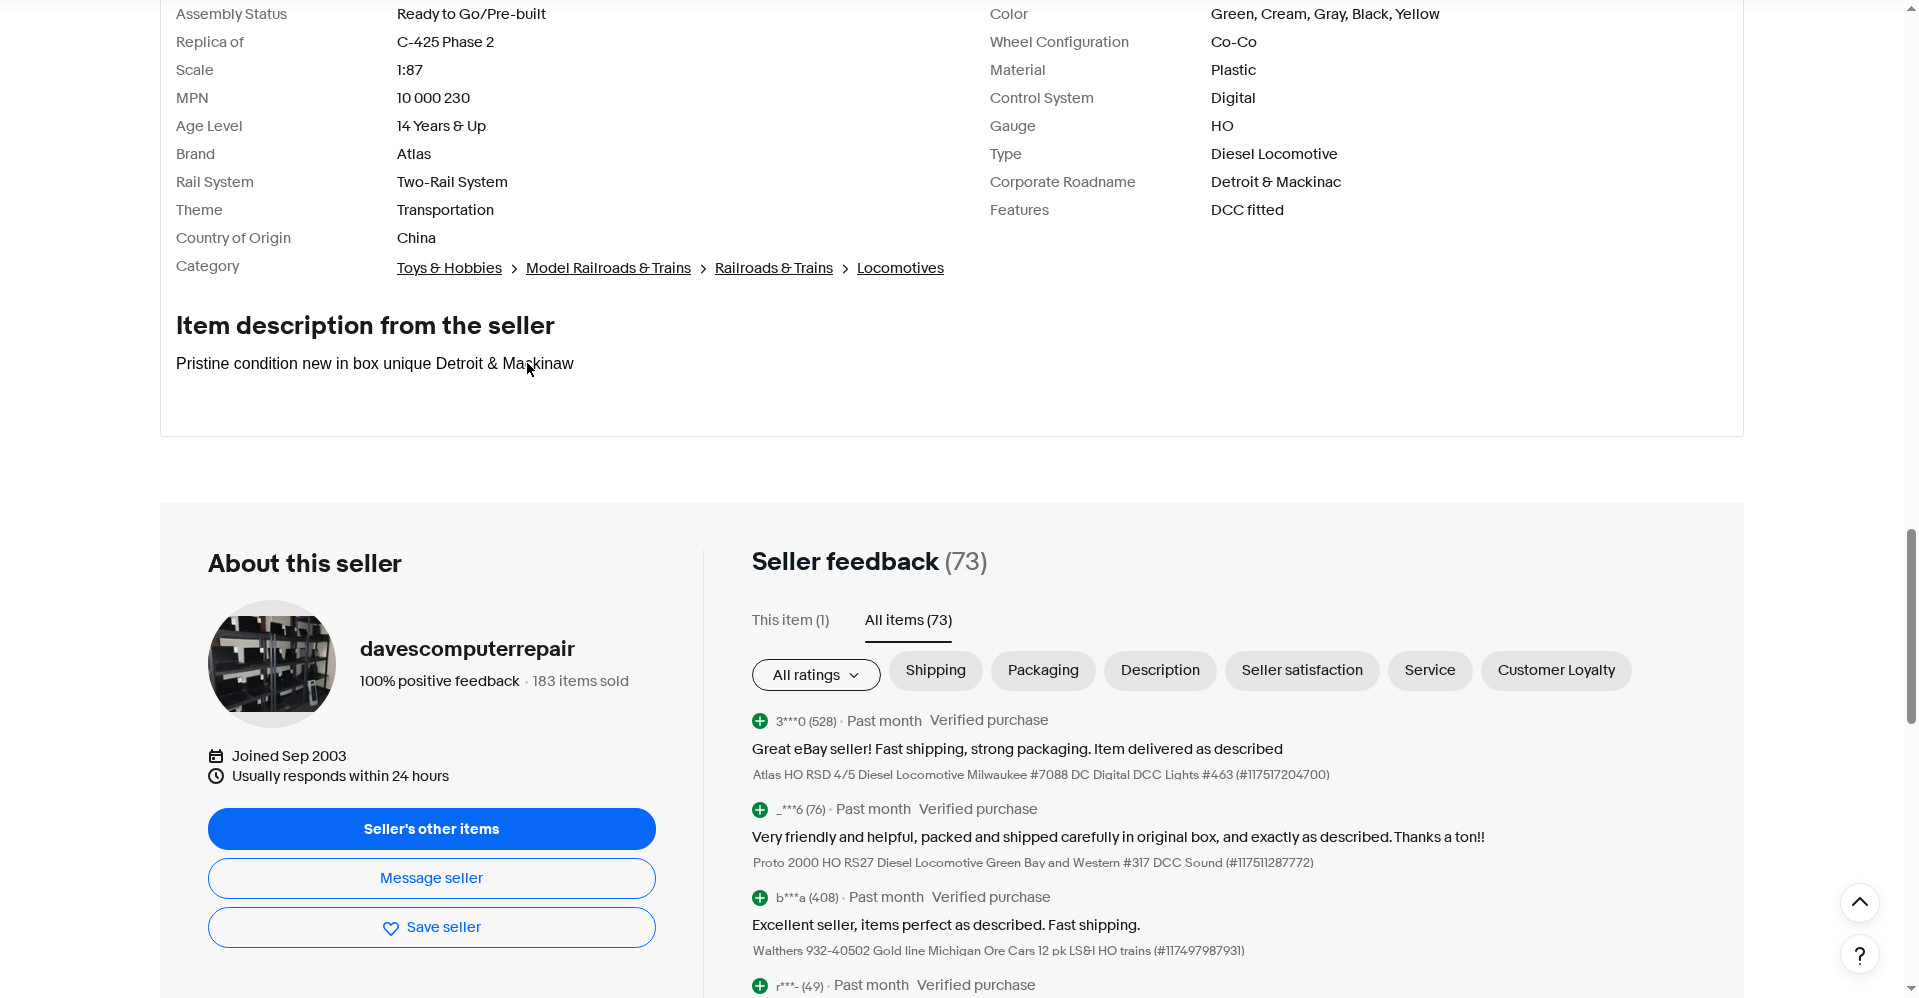 Assembly Status Ready to Go/Pre-built Color Green, Cream, Gray, Black, Yellow
Replica of C-425 Phase 2 Wheel Configuration Co-Co
Scale 1:87 Material Plastic
MPN 10 000 230 Control System Digital
Age Level 14 Years & Up Gauge HO
Brand Atlas Type Diesel Locomotive
Rail System Two-Rail System Corporate Roadname Detroit & Mackinac
Theme Transportation Features DCC fitted
Country of Origin China
Category Toys & Hobbies > Model Railroads & Trains > Railroads & Trains > Locomotives
Item description from the seller
Pristine condition new in box unique Detroit & Mackinaw
About this seller
davescomputerrepair
100% positive feedback • 183 items sold
Joined Sep 2003
Usually responds within 24 hours
Seller's other items
Message seller
Save seller
Seller feedback (73)
This item (1) All items (73)
All ratings Shipping Packaging Description Seller satisfaction Service Customer Loyalty
3***0 (528) • Past month Verified purchase
Great eBay seller! Fast shipping, strong packaging. Item delivered as described
Atlas HO RSD 4/5 Diesel Locomotive Milwaukee #7088 DC Digital DCC Lights #463 (#117517204700)
_***6 (76) • Past month Verified purchase
Very friendly and helpful, packed and shipped carefully in original box, and exactly as described. Thanks a ton!!
Proto 2000 HO RS27 Diesel Locomotive Green Bay and Western #317 DCC Sound (#117511287772)
b***a (408) • Past month Verified purchase
Excellent seller, items perfect as described. Fast shipping.
Walthers 932-40502 Gold line Michigan Ore Cars 12 pk LS&I HO trains (#117497987931)
r***- (49) • Past month Verified purchase
?